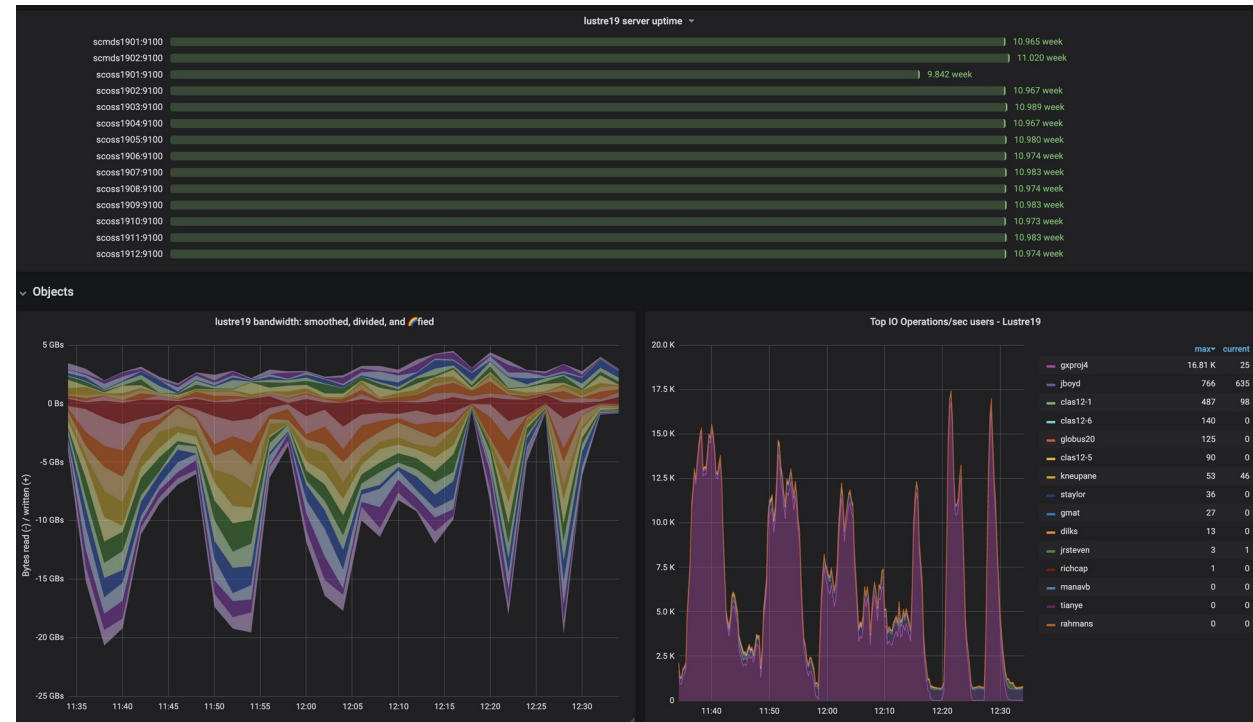 lustre19 server uptime
scmds1901:9100 10.965 week
scmds1902:9100 11.020 week
scoss1901:9100 9.842 week
scoss1902:9100 10.967 week
scoss1903:9100 10.989 week
scoss1904:9100 10.967 week
scoss1905:9100 10.980 week
scoss1906:9100 10.974 week
scoss1907:9100 10.983 week
scoss1908:9100 10.974 week
scoss1909:9100 10.983 week
scoss1910:9100 10.973 week
scoss1911:9100 10.983 week
scoss1912:9100 10.974 week
Objects
lustre19 bandwidth: smoothed, divided, and 🌈fied
Bytes read (-) / written (+)
5 GBs
0 Bs
-5 GBs
-10 GBs
-15 GBs
-20 GBs
-25 GBs
11:35 11:40 11:45 11:50 11:55 12:00 12:05 12:10 12:15 12:20 12:25 12:30
Top IO Operations/sec users - Lustre19
20.0 K
17.5 K
15.0 K
12.5 K
10.0 K
7.5 K
5.0 K
2.5 K
0
11:40 11:50 12:00 12:10 12:20 12:30
max current
gxproj4 16.81 K 25
jboyd 766 635
clas12-1 487 98
clas12-6 140 0
globus20 125 0
clas12-5 90 0
kneupane 53 46
staylor 36 0
gmat 27 0
dilks 13 0
jrsteven 3 1
richcap 1 0
manavb 0 0
tianye 0 0
rahmans 0 0